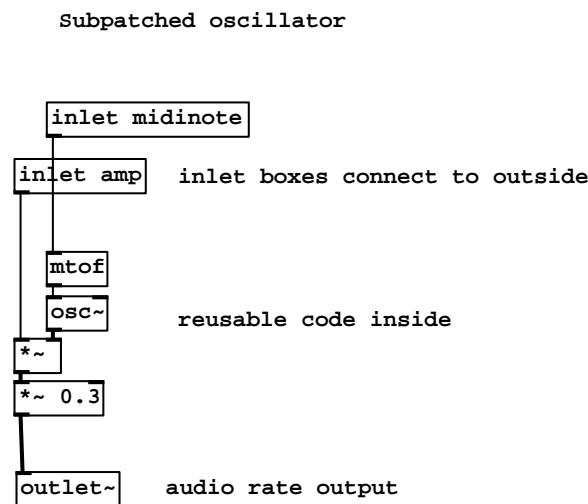 Subpatched oscillator
inlet midinote
inlet amp
inlet boxes connect to outside
mtof
osc~
reusable code inside
*~
*~ 0.3
outlet~
audio rate output